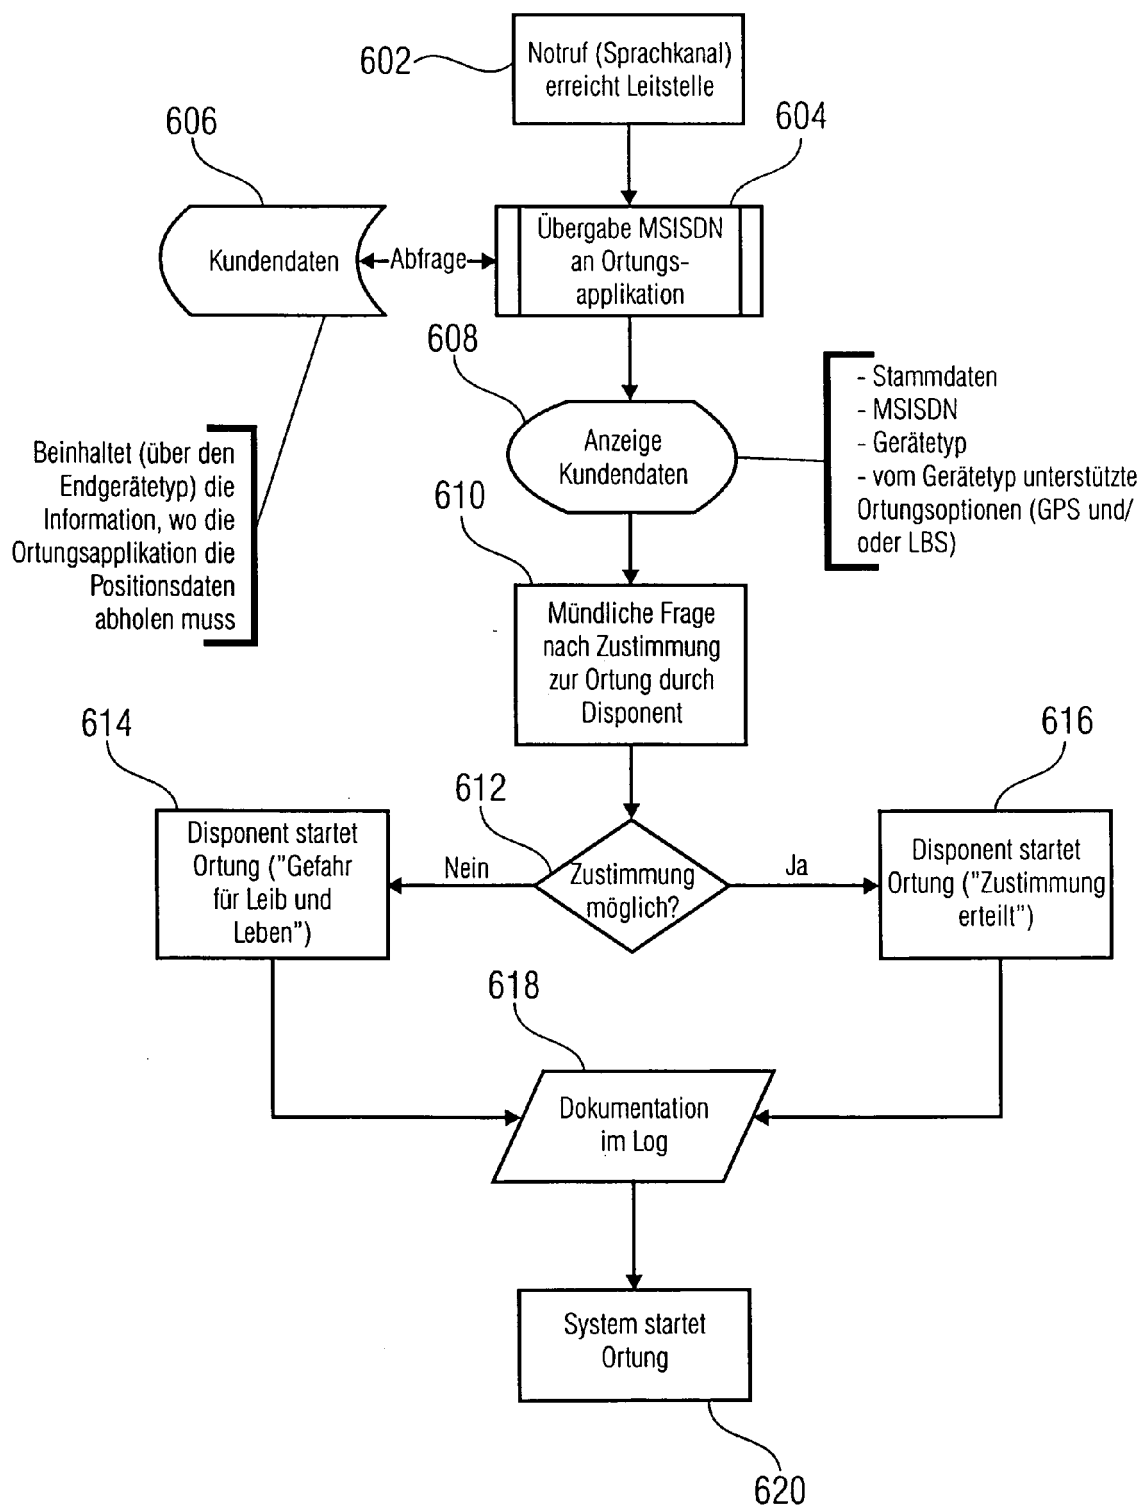 602
Notruf (Sprachkanal)
erreicht Leitstelle
606
604
Kundendaten
Abfrage
Übergabe MSISDN
an Ortungs-
applikation
608
Anzeige
Kundendaten
- Stammdaten
- MSISDN
- Gerätetyp
- vom Gerätetyp unterstützte
Ortungsoptionen (GPS und/
oder LBS)
Beinhaltet (über den
Endgerätetyp) die
Information, wo die
Ortungsapplikation die
Positionsdaten
abholen muss
610
Mündliche Frage
nach Zustimmung
zur Ortung durch
Disponent
614
616
612
Disponent startet
Ortung ("Gefahr
für Leib und
Leben")
Nein
Zustimmung
möglich?
Ja
Disponent startet
Ortung ("Zustimmung
erteilt")
618
Dokumentation
im Log
System startet
Ortung
620